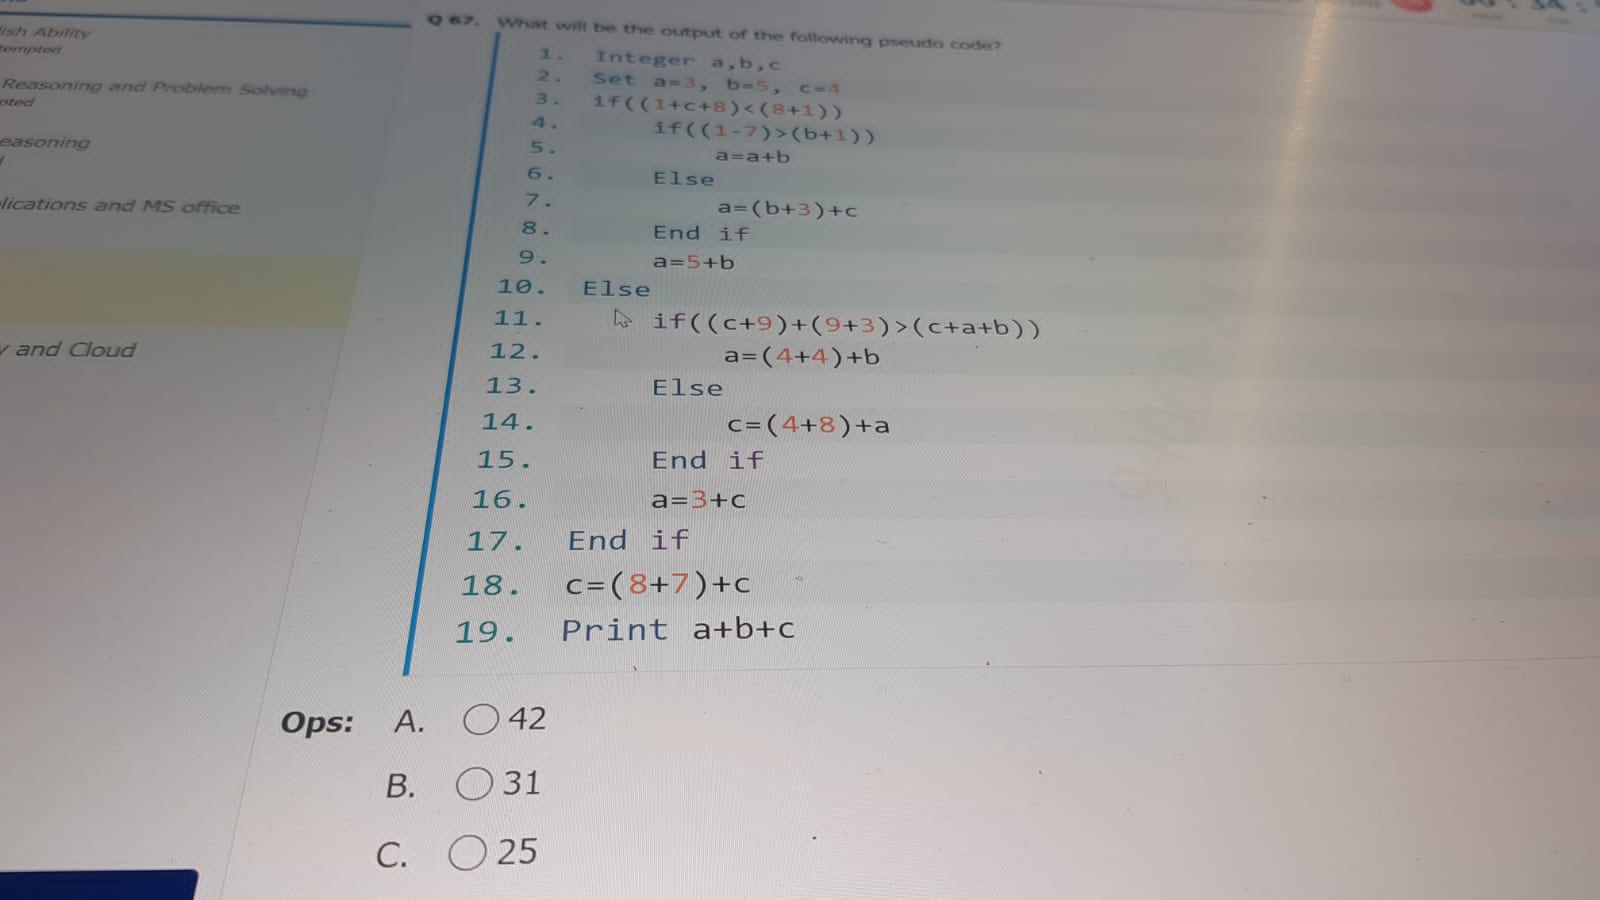 lish Ability
tempted
Reasoning and Problem Solving
pted
easoning
lications and MS office
y and Cloud
Q 67. What will be the output of the following pseudo code?
1. Integer a,b,c
2. Set a=3, b=5, c=4
3. if((1+c+8)<(8+1))
4. if((1-7)>(b+1))
5. a=a+b
6. Else
7. a=(b+3)+c
8. End if
9. a=5+b
10. Else
11. if((c+9)+(9+3)>(c+a+b))
12. a=(4+4)+b
13. Else
14. c=(4+8)+a
15. End if
16. a=3+c
17. End if
18. c=(8+7)+c
19. Print a+b+c
Ops: A. 42
B. 31
C. 25